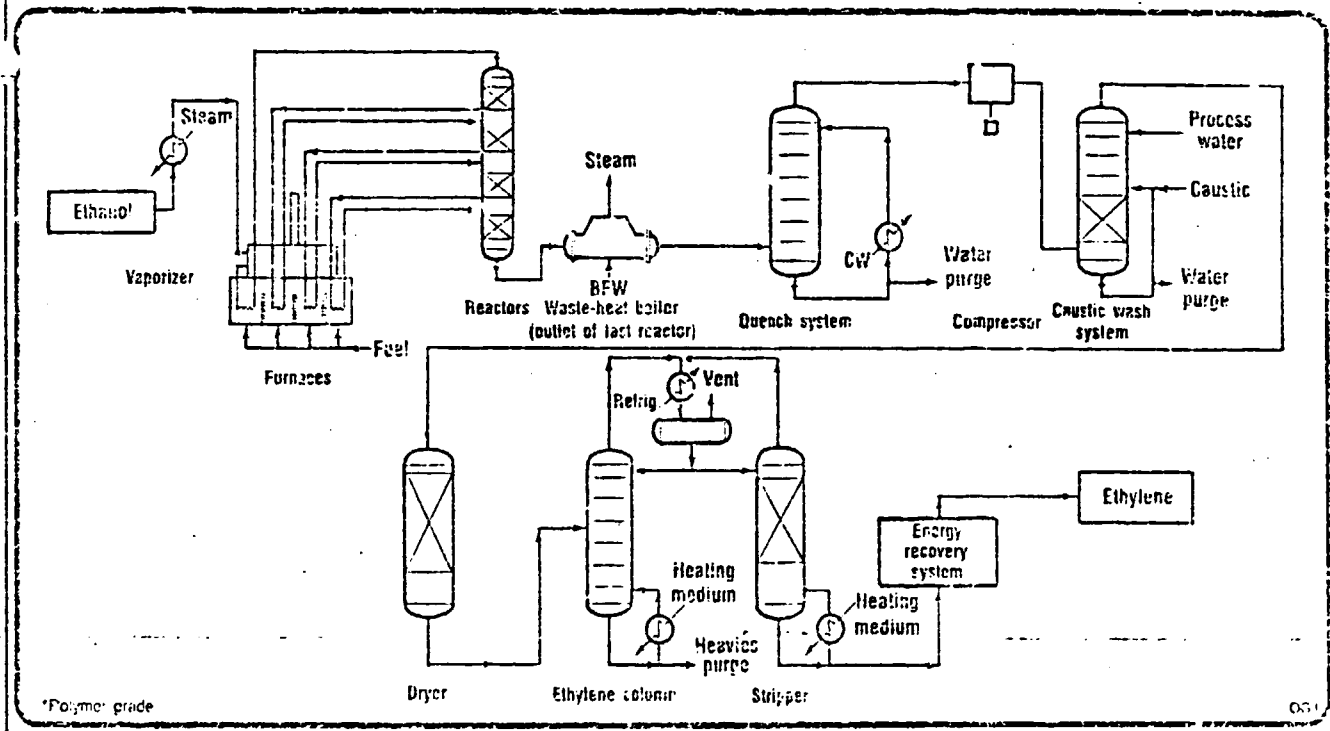 Steam
Ethanol
Vaporizer
Fuel
Furnaces
Reactors
Steam
BFW
Waste-heat boiler
(outlet of last reactor)
CW
Water
purge
Quench system
Compressor
Process
water
Caustic
Water
purge
Caustic wash
system
Refrig.
Vent
Dryer
Heating
medium
Heavies
purge
Ethylene column
Heating
medium
Stripper
Energy
recovery
system
Ethylene
*Polymer grade